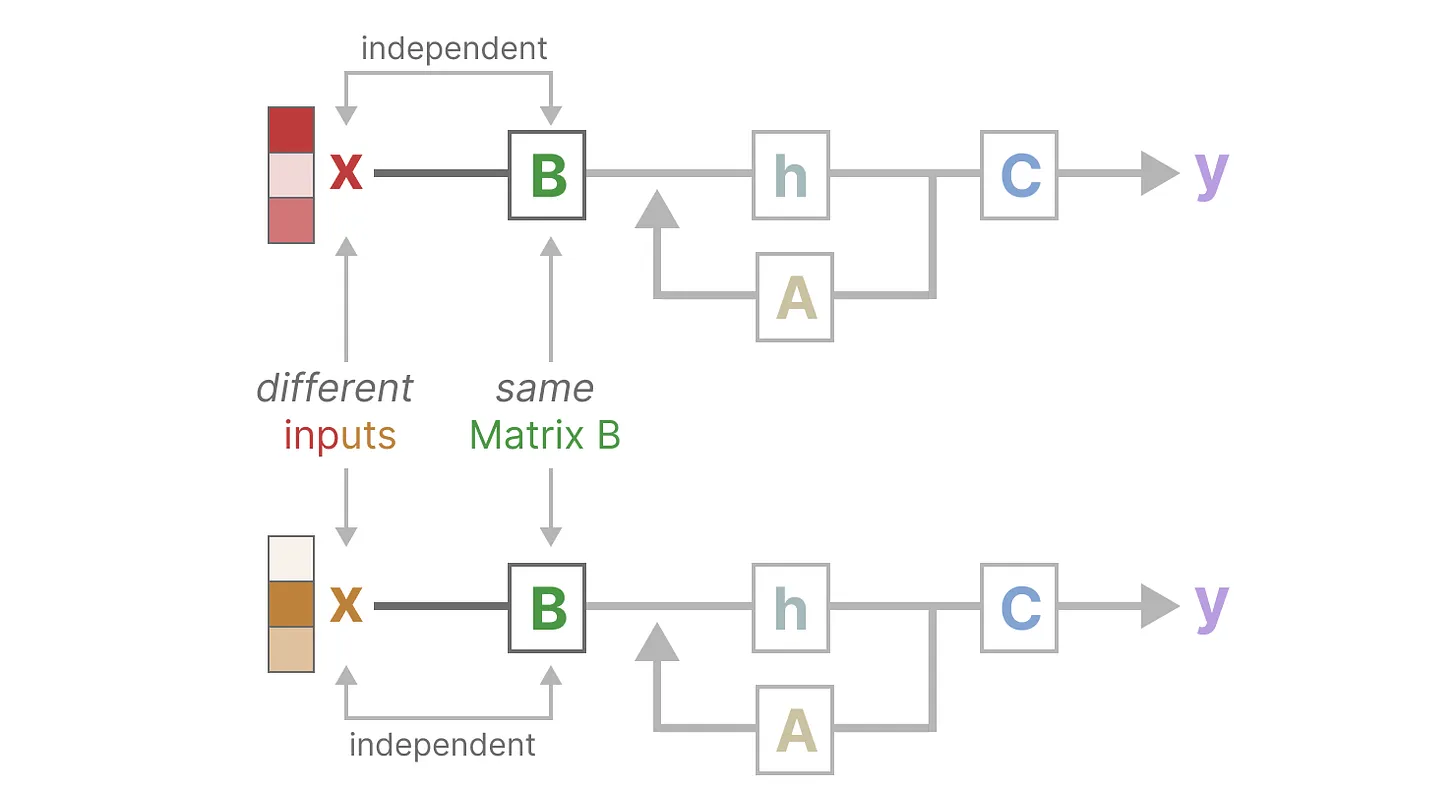 independent
x B h C y
A
different same
inputs Matrix B
x B h C y
A
independent